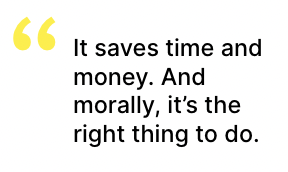 “
It saves time and
money. And
morally, it’s the
right thing to do.